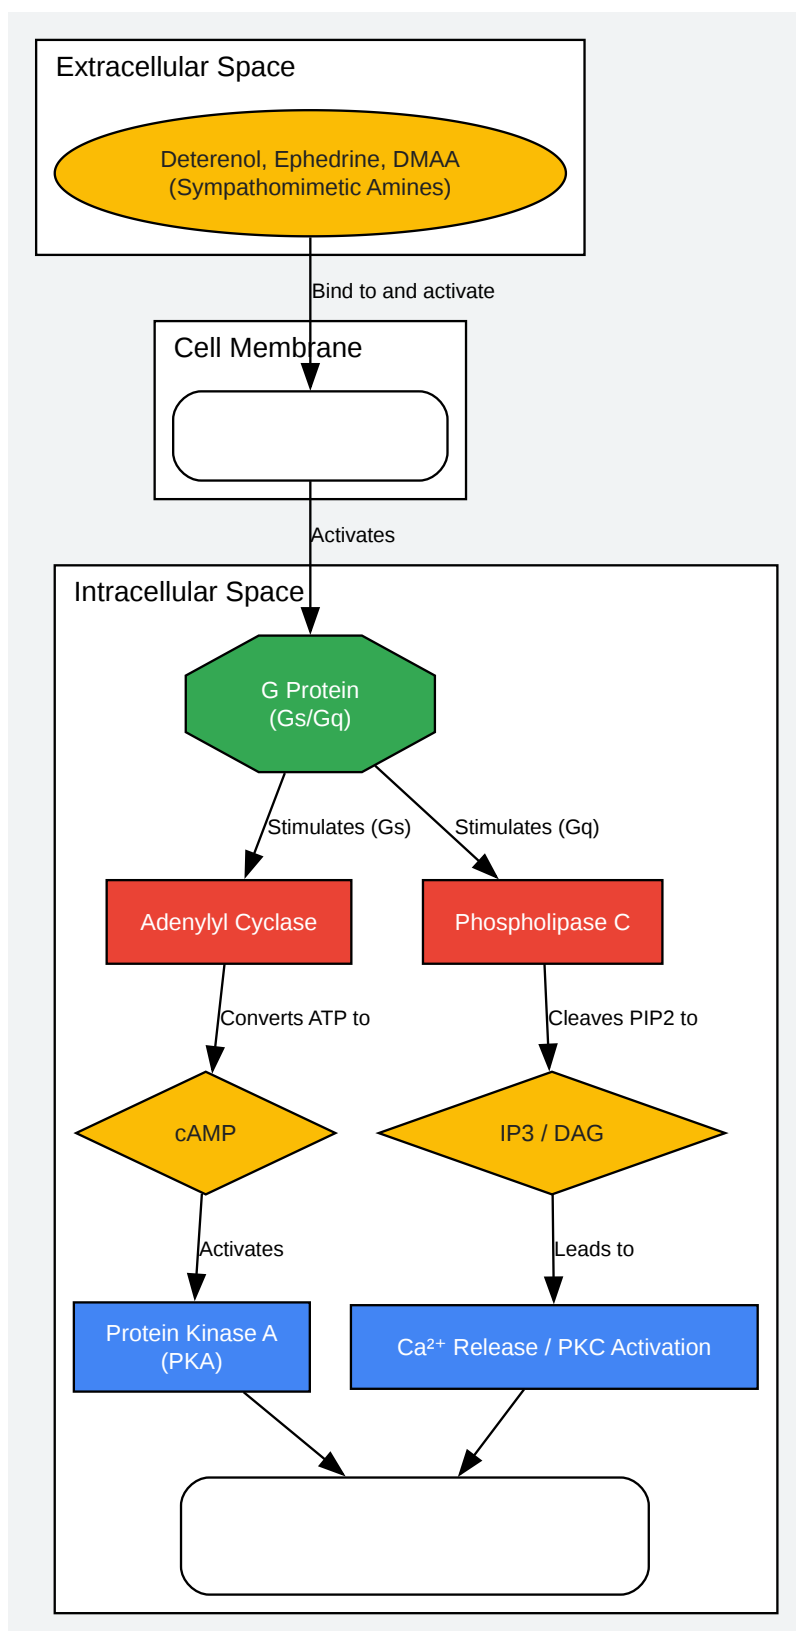 Extracellular Space
Deterenol, Ephedrine, DMAA
(Sympathomimetic Amines)
Bind to and activate
Cell Membrane
Activates
Intracellular Space
G Protein
(Gs/Gq)
Stimulates (Gs)
Stimulates (Gq)
Adenylyl Cyclase
Phospholipase C
Converts ATP to
Cleaves PIP2 to
cAMP
IP3 / DAG
Activates
Leads to
Protein Kinase A
(PKA)
Ca²⁺ Release / PKC Activation